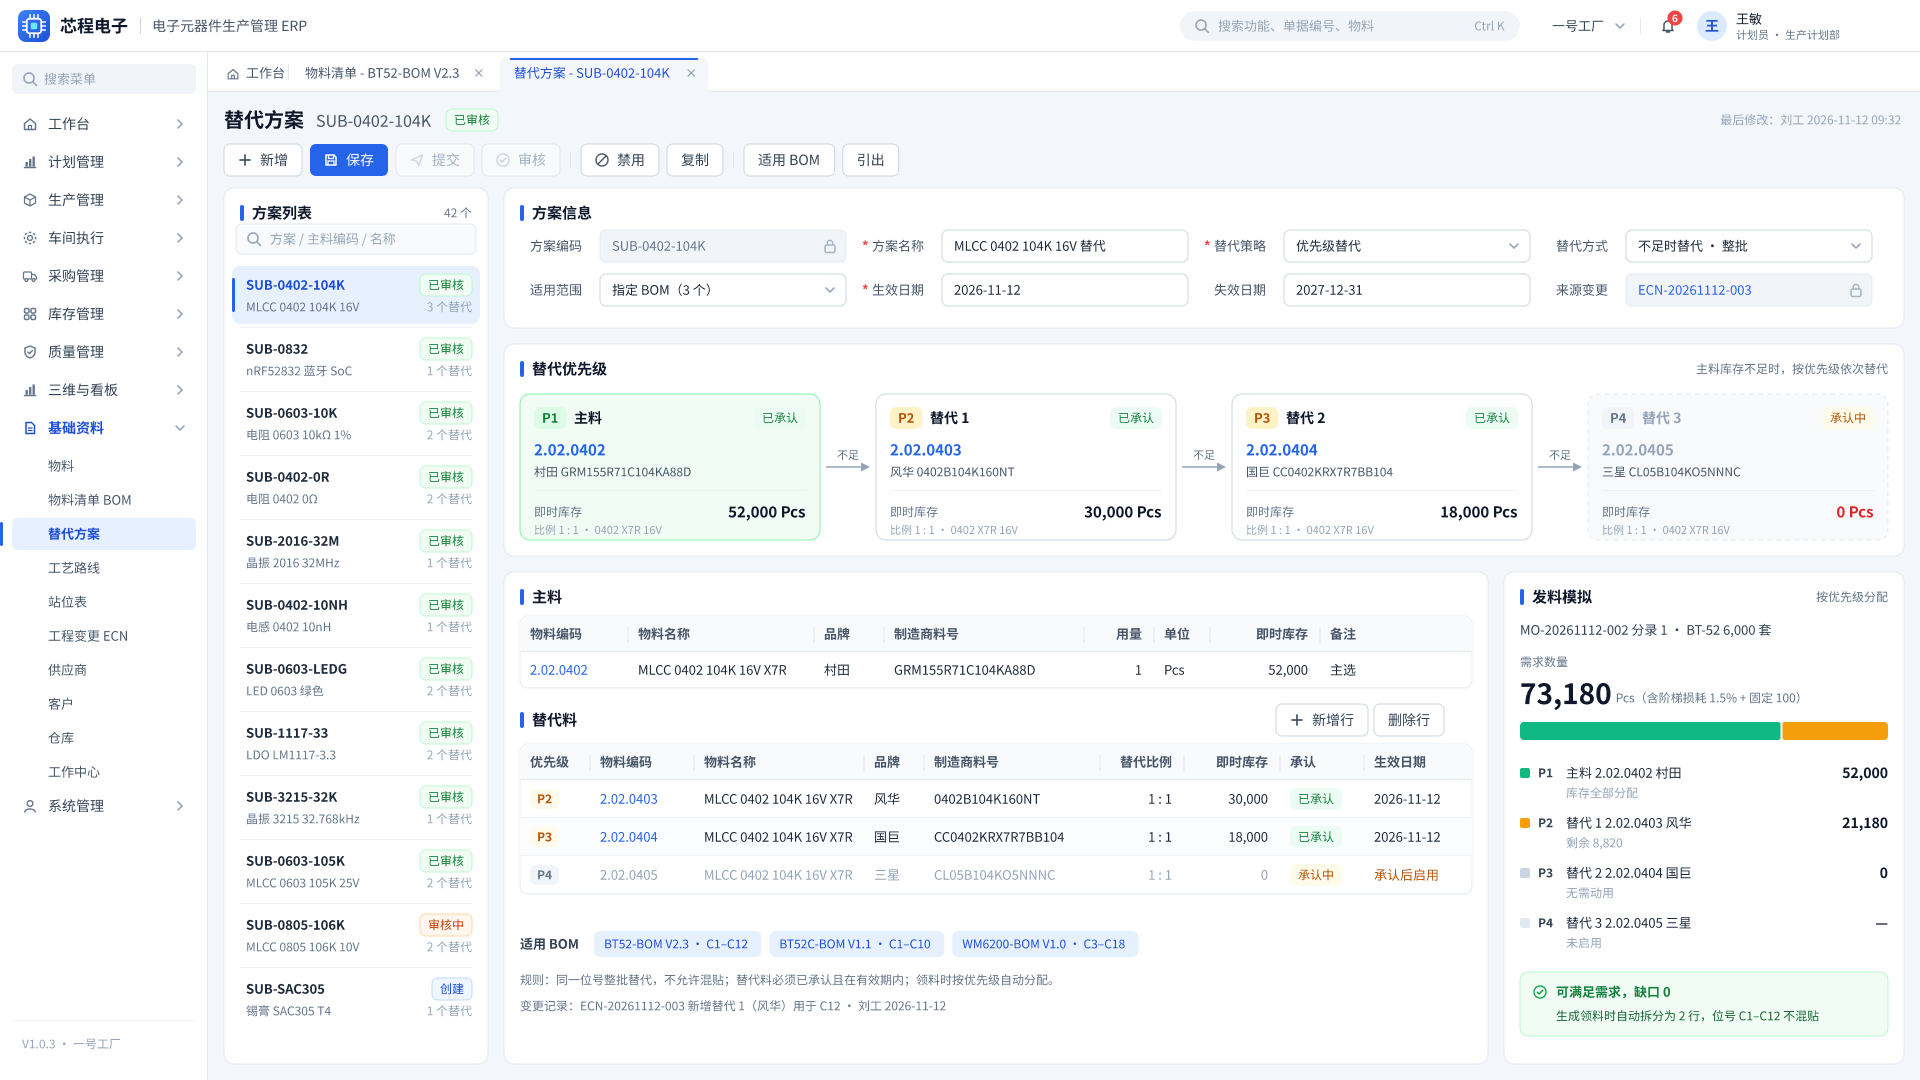 芯程电子
电子元器件生产管理 ERP
搜索功能、单据编号、物料
Ctrl K
一号工厂
6
王
王敏
计划员 · 生产计划部
搜索菜单
工作台
计划管理
生产管理
车间执行
采购管理
库存管理
质量管理
三维与看板
基础资料
物料
物料清单 BOM
替代方案
工艺路线
站位表
工程变更 ECN
供应商
客户
仓库
工作中心
系统管理
V1.0.3 · 一号工厂
工作台
物料清单 - BT52-BOM V2.3
替代方案 - SUB-0402-104K
替代方案
SUB-0402-104K
已审核
最后修改：刘工 2026-11-12 09:32
新增
保存
提交
审核
禁用
复制
适用 BOM
引出
方案列表
42 个
方案 / 主料编码 / 名称
SUB-0402-104K 已审核
MLCC 0402 104K 16V 3 个替代
SUB-0832 已审核
nRF52832 蓝牙 SoC 1 个替代
SUB-0603-10K 已审核
电阻 0603 10kΩ 1% 2 个替代
SUB-0402-0R 已审核
电阻 0402 0Ω 2 个替代
SUB-2016-32M 已审核
晶振 2016 32MHz 1 个替代
SUB-0402-10NH 已审核
电感 0402 10nH 1 个替代
SUB-0603-LEDG 已审核
LED 0603 绿色 2 个替代
SUB-1117-33 已审核
LDO LM1117-3.3 2 个替代
SUB-3215-32K 已审核
晶振 3215 32.768kHz 1 个替代
SUB-0603-105K 已审核
MLCC 0603 105K 25V 2 个替代
SUB-0805-106K 审核中
MLCC 0805 106K 10V 2 个替代
SUB-SAC305 创建
锡膏 SAC305 T4 1 个替代
方案信息
方案编码 SUB-0402-104K * 方案名称 MLCC 0402 104K 16V 替代 * 替代策略 优先级替代 替代方式 不足时替代 · 整批
适用范围 指定 BOM（3 个） * 生效日期 2026-11-12 失效日期 2027-12-31 来源变更 ECN-20261112-003
替代优先级
主料库存不足时，按优先级依次替代
P1 主料 已承认
2.02.0402
村田 GRM155R71C104KA88D
即时库存 52,000 Pcs
比例 1 : 1 · 0402 X7R 16V
不足
P2 替代 1 已承认
2.02.0403
风华 0402B104K160NT
即时库存 30,000 Pcs
比例 1 : 1 · 0402 X7R 16V
不足
P3 替代 2 已承认
2.02.0404
国巨 CC0402KRX7R7BB104
即时库存 18,000 Pcs
比例 1 : 1 · 0402 X7R 16V
不足
P4 替代 3 承认中
2.02.0405
三星 CL05B104KO5NNNC
即时库存 0 Pcs
比例 1 : 1 · 0402 X7R 16V
主料
物料编码 物料名称 品牌 制造商料号 用量 单位 即时库存 备注
2.02.0402 MLCC 0402 104K 16V X7R 村田 GRM155R71C104KA88D 1 Pcs 52,000 主选
替代料
新增行
删除行
优先级 物料编码 物料名称 品牌 制造商料号 替代比例 即时库存 承认 生效日期
P2 2.02.0403 MLCC 0402 104K 16V X7R 风华 0402B104K160NT 1 : 1 30,000 已承认 2026-11-12
P3 2.02.0404 MLCC 0402 104K 16V X7R 国巨 CC0402KRX7R7BB104 1 : 1 18,000 已承认 2026-11-12
P4 2.02.0405 MLCC 0402 104K 16V X7R 三星 CL05B104KO5NNNC 1 : 1 0 承认中 承认后启用
适用 BOM BT52-BOM V2.3 · C1–C12 BT52C-BOM V1.1 · C1–C10 WM6200-BOM V1.0 · C3–C18
规则：同一位号整批替代，不允许混贴；替代料必须已承认且在有效期内；领料时按优先级自动分配。
变更记录：ECN-20261112-003 新增替代 1（风华）用于 C12 · 刘工 2026-11-12
发料模拟
按优先级分配
MO-20261112-002 分录 1 · BT-52 6,000 套
需求数量
73,180 Pcs（含阶梯损耗 1.5% + 固定 100）
P1 主料 2.02.0402 村田 52,000
库存全部分配
P2 替代 1 2.02.0403 风华 21,180
剩余 8,820
P3 替代 2 2.02.0404 国巨 0
无需动用
P4 替代 3 2.02.0405 三星 —
未启用
可满足需求，缺口 0
生成领料时自动拆分为 2 行，位号 C1–C12 不混贴